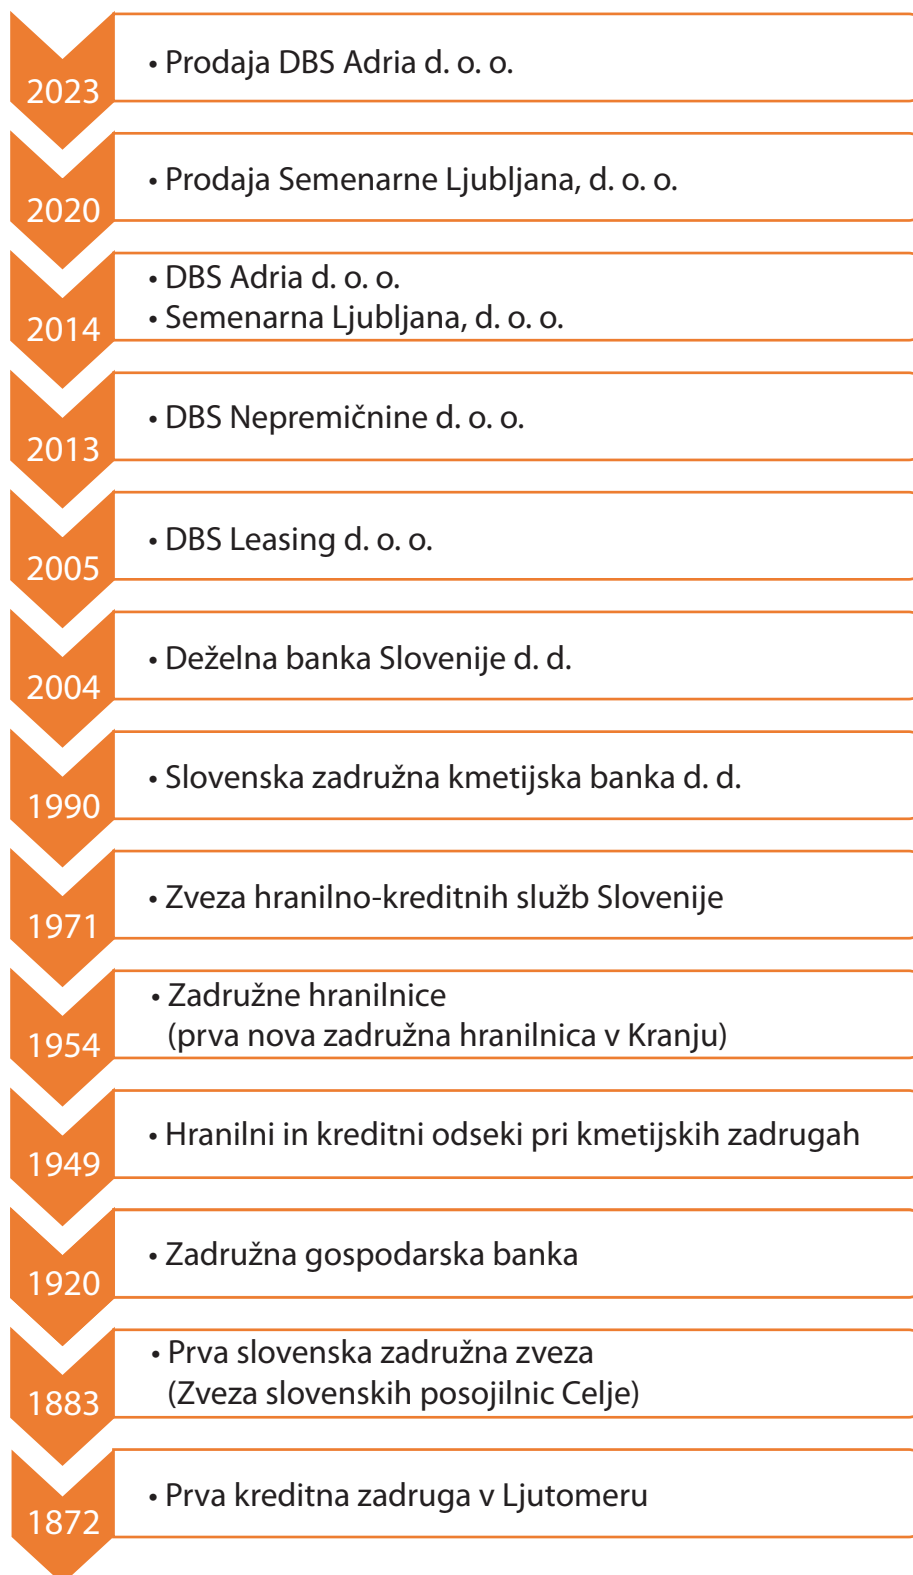 2023
• Prodaja DBS Adria d. o. o.
2020
• Prodaja Semenarne Ljubljana, d. o. o.
2014
• DBS Adria d. o. o.
• Semenarna Ljubljana, d. o. o.
2013
• DBS Nepremičnine d. o. o.
2005
• DBS Leasing d. o. o.
2004
• Deželna banka Slovenije d. d.
1990
• Slovenska zadružna kmetijska banka d. d.
1971
• Zveza hranilno-kreditnih služb Slovenije
1954
• Zadružne hranilnice
(prva nova zadružna hranilnica v Kranju)
1949
• Hranilni in kreditni odseki pri kmetijskih zadrugah
1920
• Zadružna gospodarska banka
1883
• Prva slovenska zadružna zveza
(Zveza slovenskih posojilnic Celje)
1872
• Prva kreditna zadruga v Ljutomeru